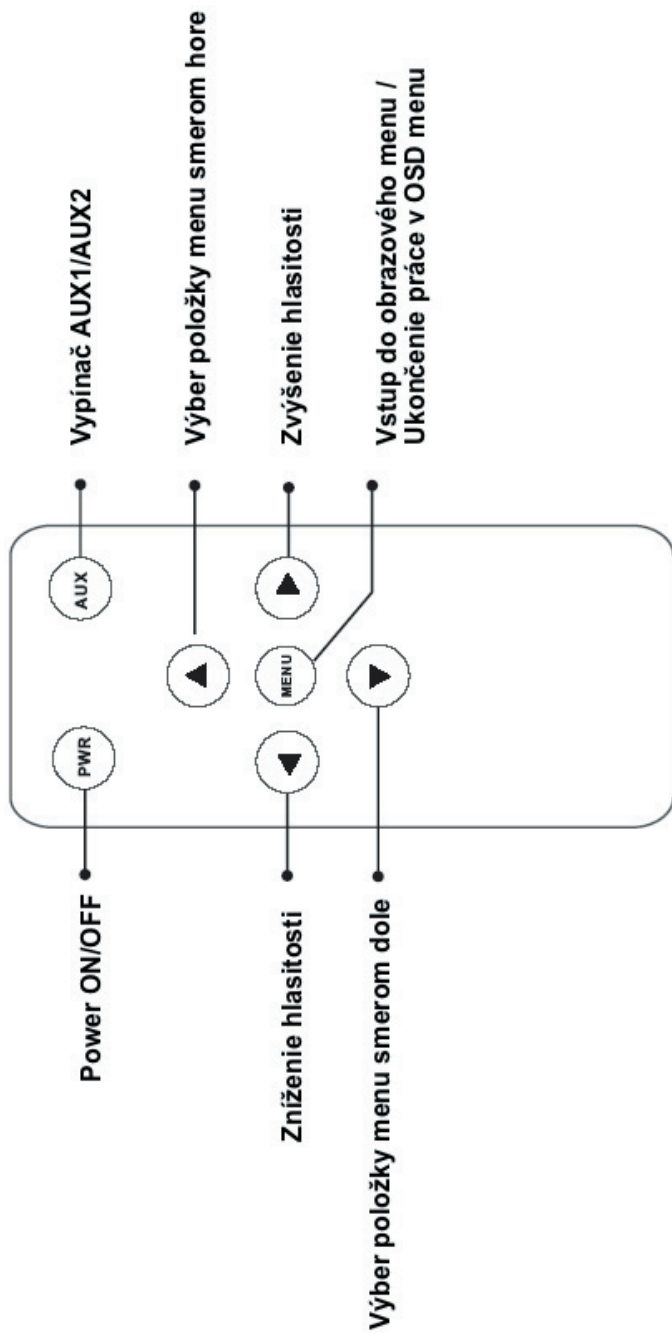 Power ON/OFF
Zníženie hlasitosti
Výber položky menu smerom dole
PWR
AUX
MENU
Vypínač AUX1/AUX2
Výber položky menu smerom hore
Zvýšenie hlasitosti
Vstup do obrazového menu /
Ukončenie práce v OSD menu